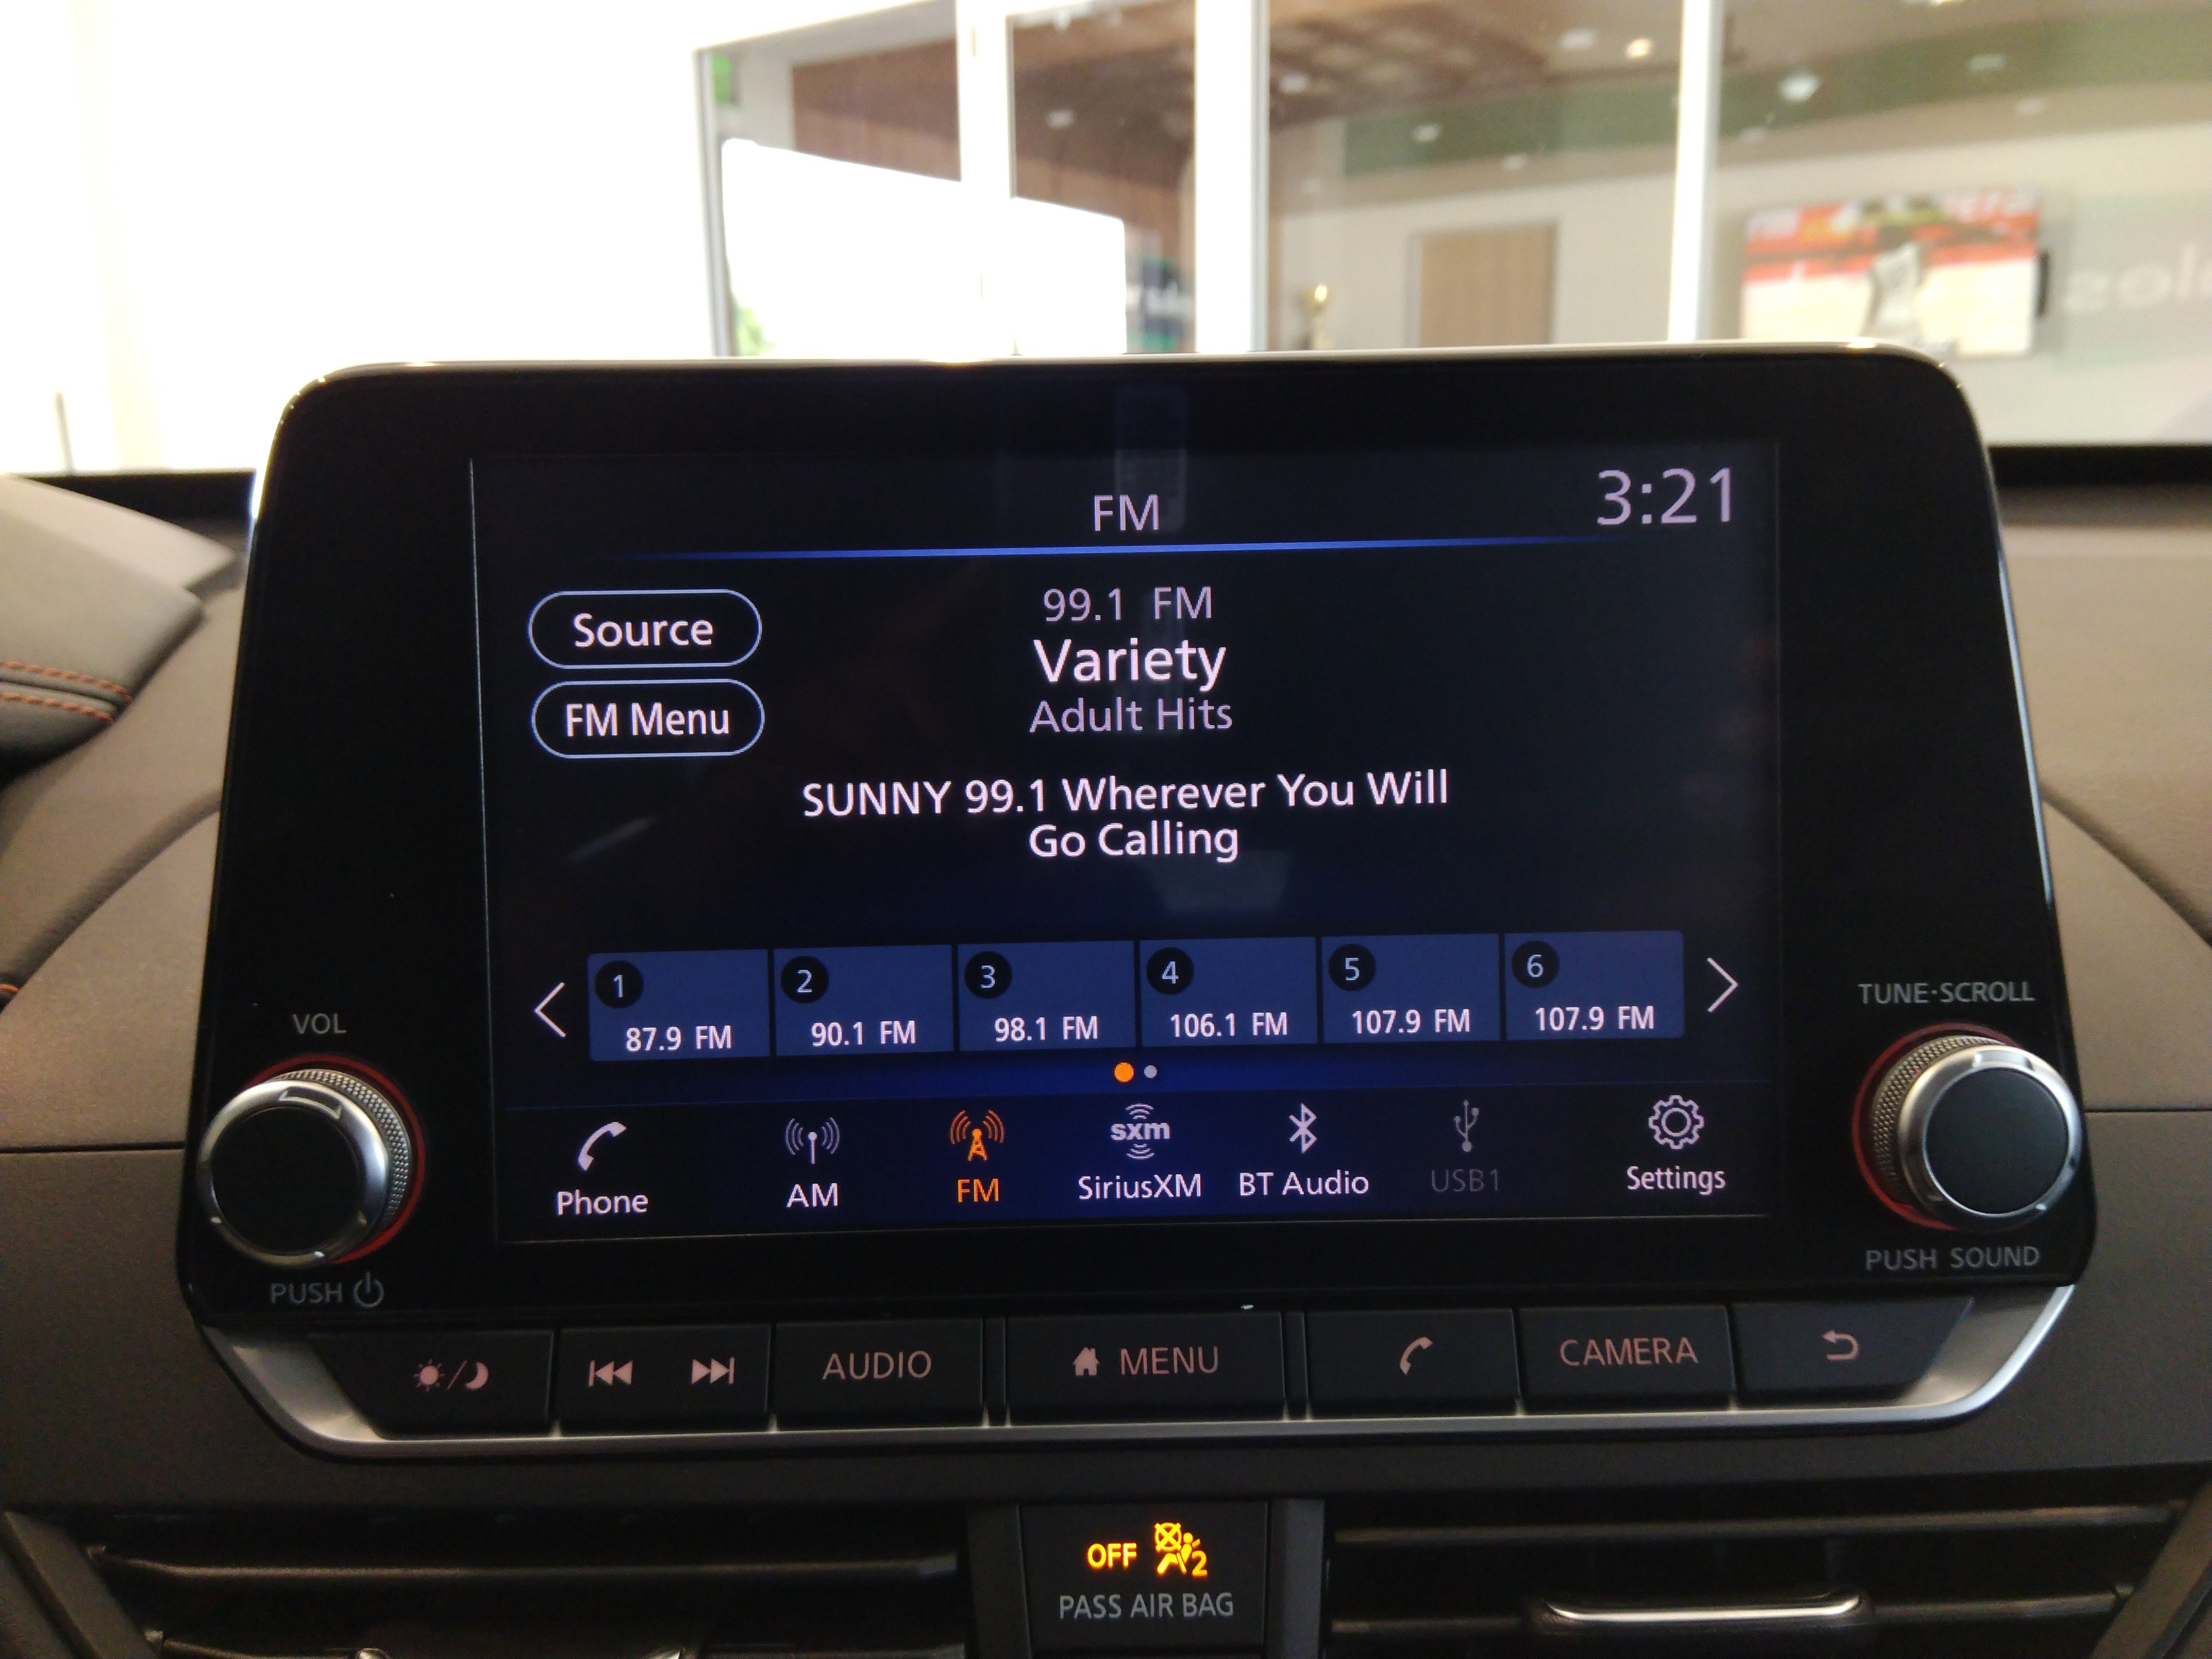 FM
3:21
Source
FM Menu
99.1 FM
Variety
Adult Hits
SUNNY 99.1 Wherever You Will
Go Calling
1
87.9 FM
2
90.1 FM
3
98.1 FM
4
106.1 FM
5
107.9 FM
6
107.9 FM
VOL
PUSH
TUNE·SCROLL
PUSH SOUND
Phone
AM
FM
sxm
SiriusXM
BT Audio
USB1
Settings
AUDIO
MENU
CAMERA
OFF
2
PASS AIR BAG